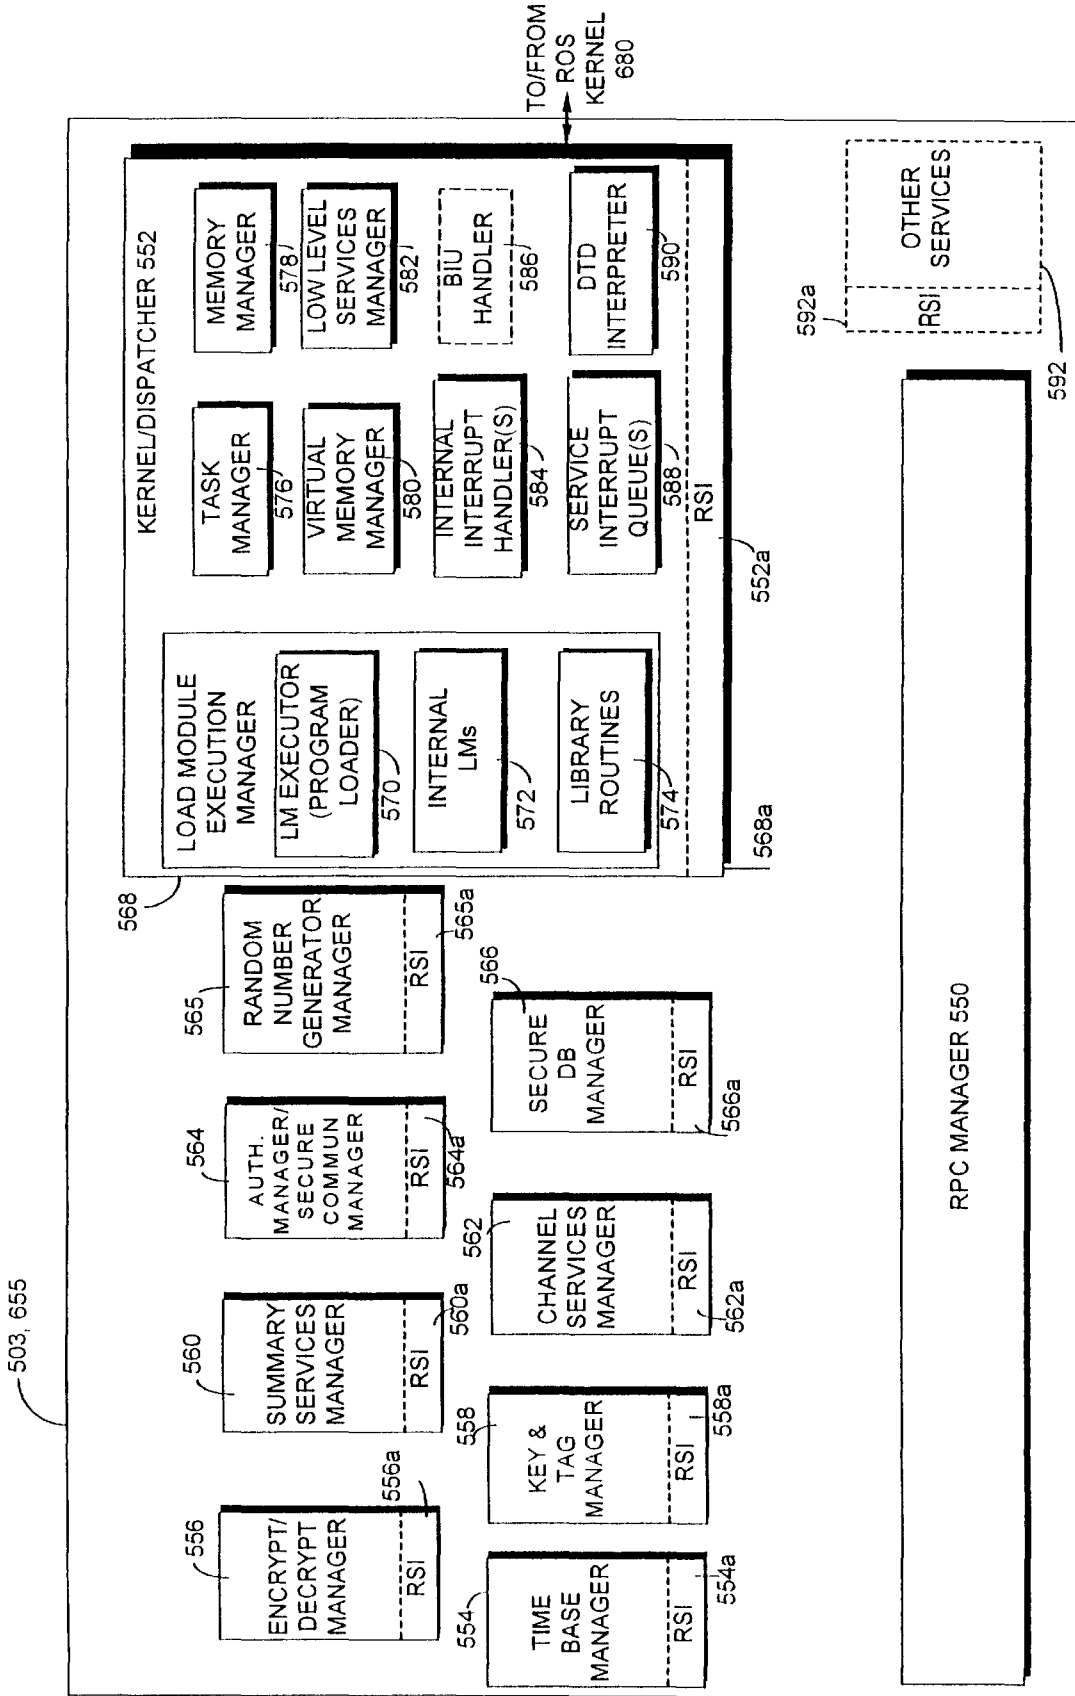 503, 655
KERNEL/DISPATCHER 552
568
LOAD MODULE
EXECUTION
MANAGER
LM EXECUTOR
(PROGRAM
LOADER)
570
INTERNAL
LMs
572
LIBRARY
ROUTINES
574
568a
TASK
MANAGER
576
MEMORY
MANAGER
578
VIRTUAL
MEMORY
MANAGER
580
LOW LEVEL
SERVICES
MANAGER
582
INTERNAL
INTERRUPT
HANDLER(S)
584
BIU
HANDLER
586
SERVICE
INTERRUPT
QUEUE(S)
588
DTD
INTERPRETER
590
RSI
552a
TO/FROM
ROS
KERNEL
680
556
ENCRYPT/
DECRYPT
MANAGER
RSI
556a
560
SUMMARY
SERVICES
MANAGER
RSI
560a
564
AUTH.
MANAGER/
SECURE
COMMUN
MANAGER
RSI
564a
565
RANDOM
NUMBER
GENERATOR
MANAGER
RSI
565a
554
TIME
BASE
MANAGER
RSI
554a
558
KEY &
TAG
MANAGER
RSI
558a
562
CHANNEL
SERVICES
MANAGER
RSI
562a
566
SECURE
DB
MANAGER
RSI
566a
592a
RSI
OTHER
SERVICES
592
RPC MANAGER 550